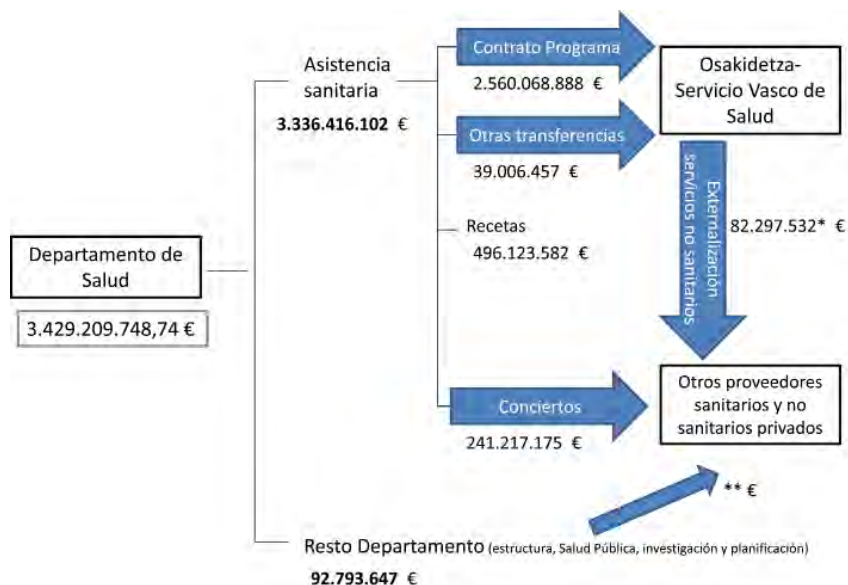 Contrato Programa
2.560.068.888 €
Asistencia
sanitaria
3.336.416.102 €
Osakidetza-
Servicio Vasco de
Salud
Otras transferencias
39.006.457 €
Externalización
servicios no sanitarios
82.297.532* €
Recetas
496.123.582 €
Departamento de
Salud
3.429.209.748,74 €
Otros proveedores
sanitarios y no
sanitarios privados
Conciertos
241.217.175 €
** €
Resto Departamento (estructura, Salud Pública, investigación y planificación)
92.793.647 €